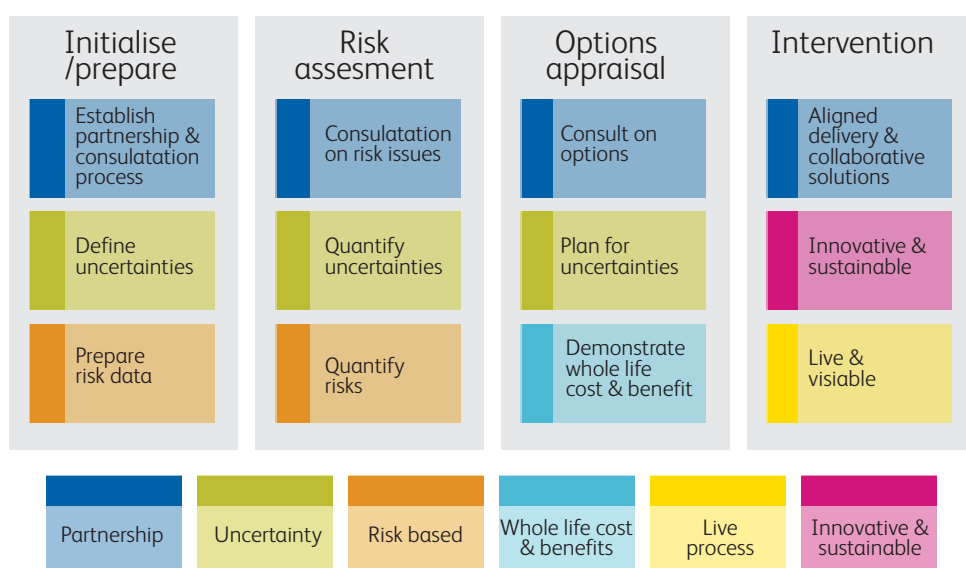 Initialise
/prepare
Establish
partnership &
consulatation
process
Define
uncertainties
Prepare
risk data
Risk
assesment
Consulatation
on risk issues
Quantify
uncertainties
Quantify
risks
Options
appraisal
Consult on
options
Plan for
uncertainties
Demonstrate
whole life
cost & benefit
Intervention
Aligned
delivery &
collaborative
solutions
Innovative &
sustainable
Live &
visiable
Partnership
Uncertainty
Risk based
Whole life cost
& benefits
Live
process
Innovative &
sustainable